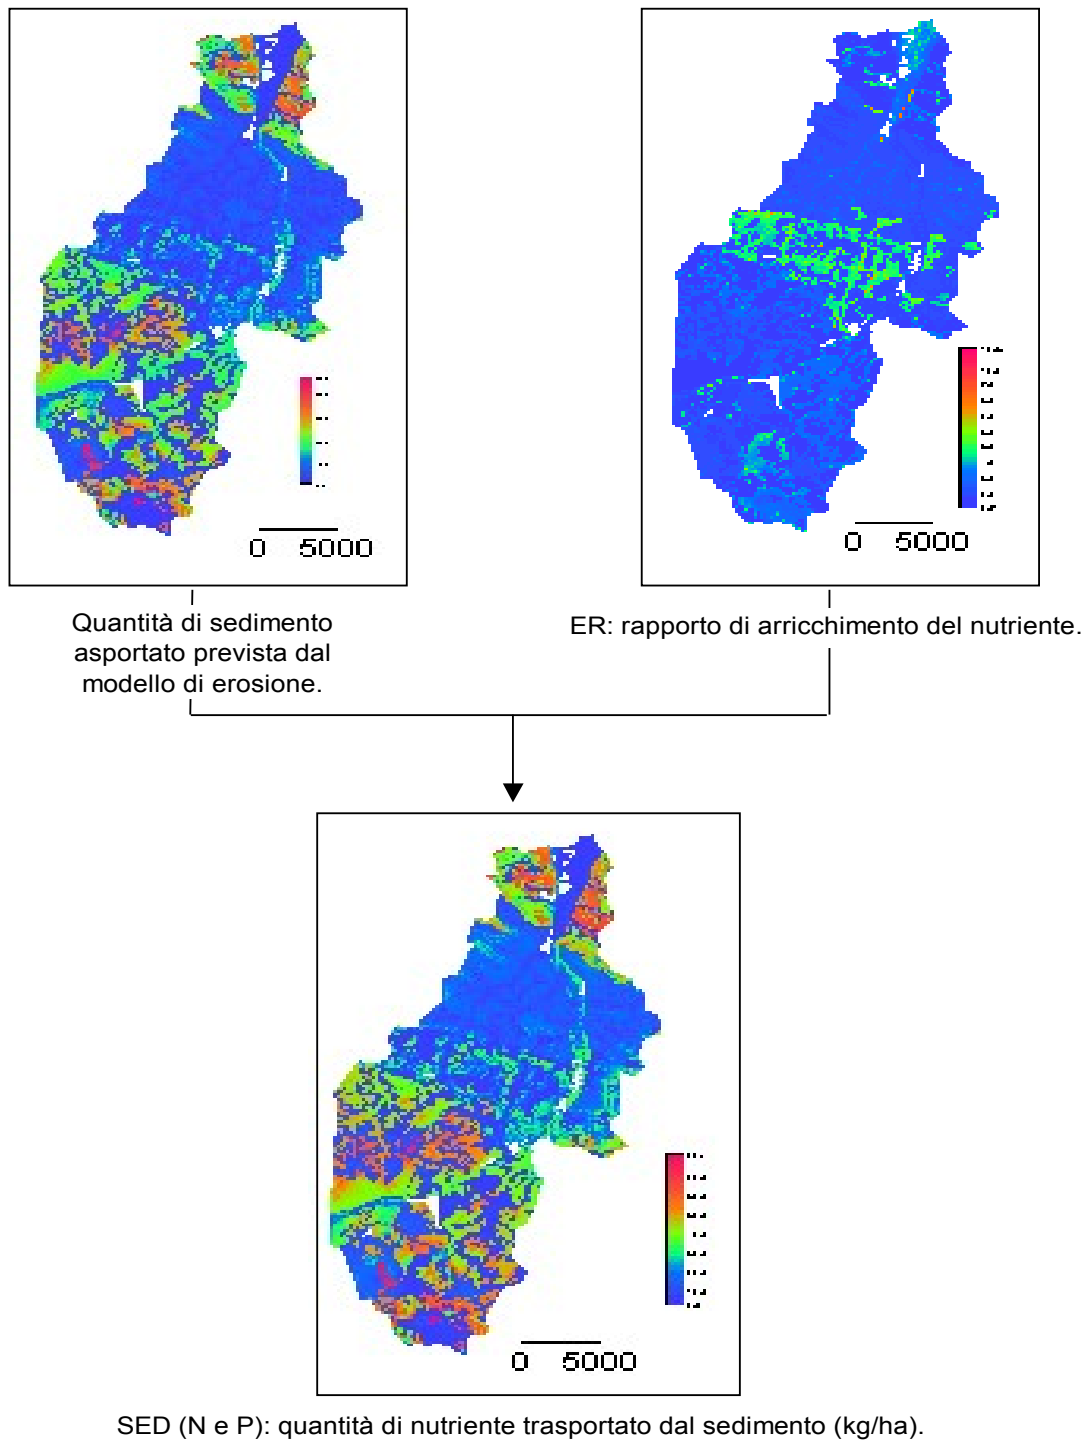 0 5000
0 5000
Quantità di sedimento
asportato prevista dal
modello di erosione.
ER: rapporto di arricchimento del nutriente.
0 5000
SED (N e P): quantità di nutriente trasportato dal sedimento (kg/ha).